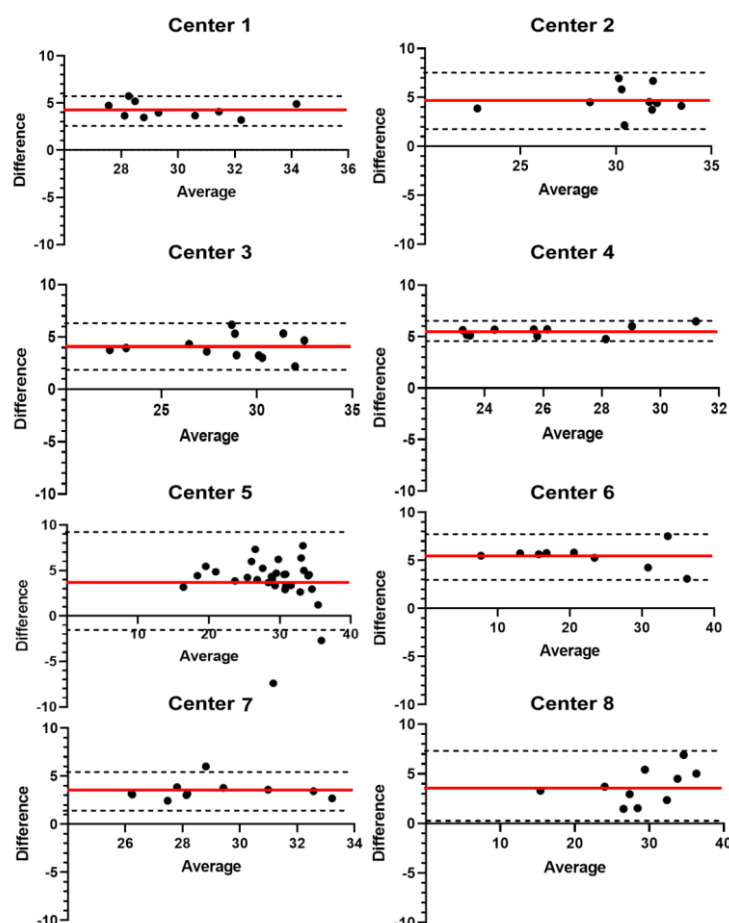 Center 1
10
5
0
-5
-10
Difference
28 30 32 34 36
Average
Center 2
10
5
0
-5
-10
Difference
25 30 35
Average
Center 3
10
5
0
-5
-10
Difference
25 30 35
Average
Center 4
10
5
0
-5
-10
Difference
24 26 28 30 32
Average
Center 5
10
5
0
-5
-10
Difference
10 20 30 40
Average
Center 6
10
5
0
-5
-10
Difference
10 20 30 40
Average
Center 7
10
5
0
-5
-10
Difference
26 28 30 32 34
Average
Center 8
10
5
0
-5
-10
Difference
10 20 30 40
Average